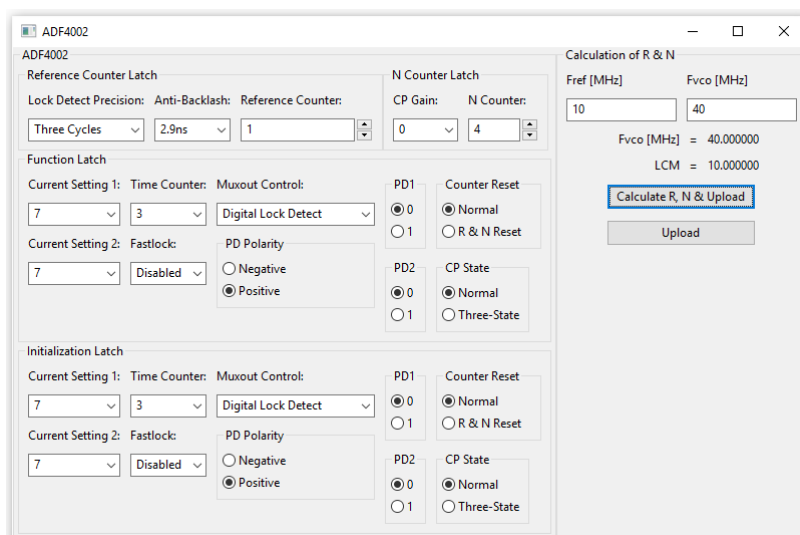 ADF4002
ADF4002
Reference Counter Latch
Lock Detect Precision: Anti-Backlash: Reference Counter:
Three Cycles 2.9ns 1
N Counter Latch
CP Gain: N Counter:
0 4
Function Latch
Current Setting 1: Time Counter: Muxout Control:
7 3 Digital Lock Detect
Current Setting 2: Fastlock:
7 Disabled
PD Polarity
Negative
Positive
PD1
0
1
Counter Reset
Normal
R & N Reset
PD2
0
1
CP State
Normal
Three-State
Initialization Latch
Current Setting 1: Time Counter: Muxout Control:
7 3 Digital Lock Detect
Current Setting 2: Fastlock:
7 Disabled
PD Polarity
Negative
Positive
PD1
0
1
Counter Reset
Normal
R & N Reset
PD2
0
1
CP State
Normal
Three-State
Calculation of R & N
Fref [MHz] Fvco [MHz]
10 40
Fvco [MHz] = 40.000000
LCM = 10.000000
Calculate R, N & Upload
Upload